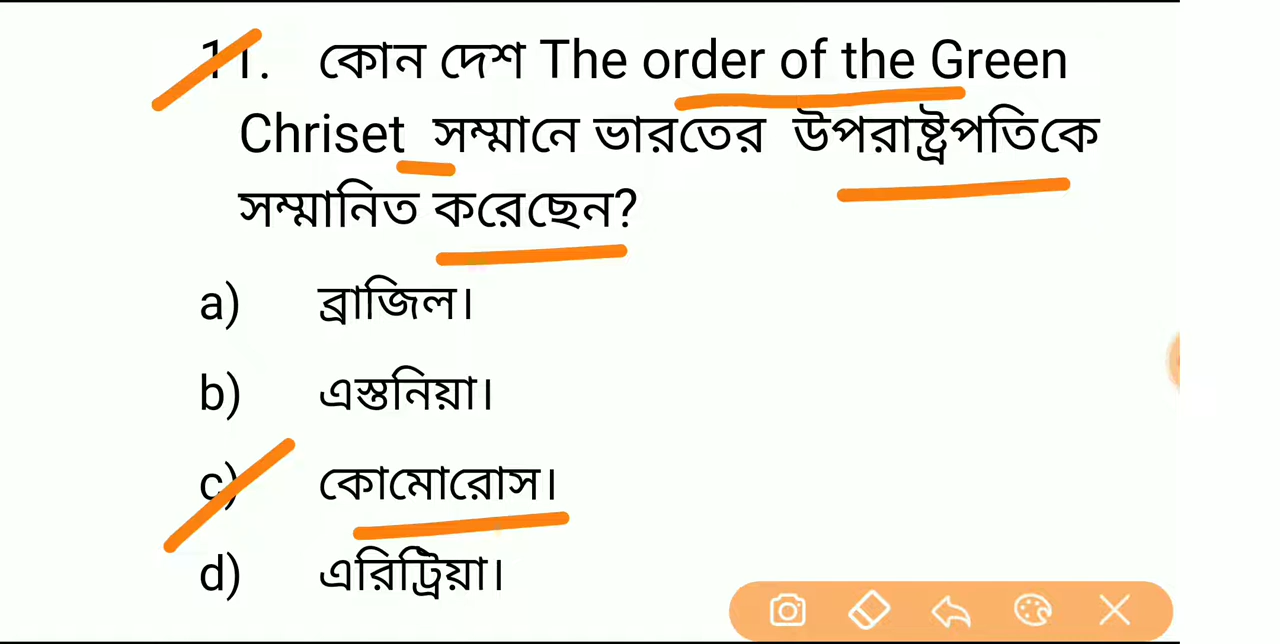 11. কোন দেশ The order of the Green
Chriset সম্মানে ভারতের উপরাষ্ট্রপতিকে
সম্মানিত করেছেন?
a) ব্রাজিল।
b) এস্তনিয়া।
c) কোমোরোস।
d) এরিট্রিয়া।